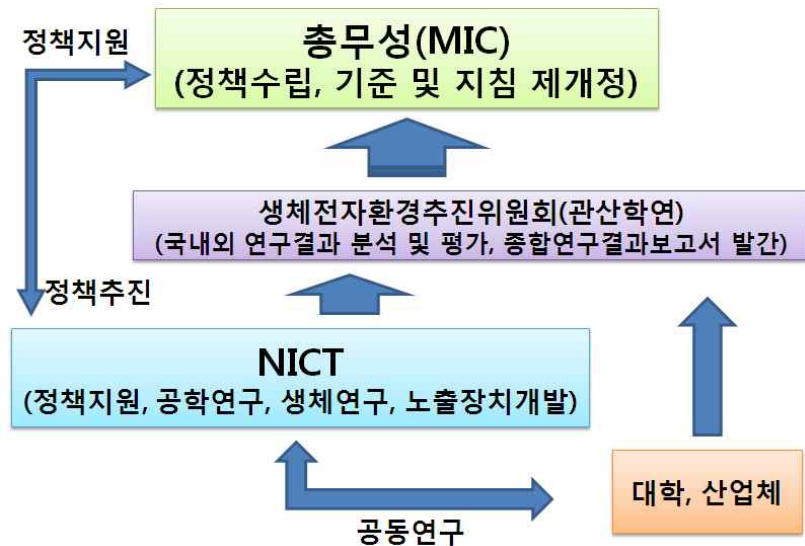 정책지원
총무성(MIC)
(정책수립, 기준 및 지침 제개정)
생체전자환경추진위원회(관산학연)
(국내외 연구결과 분석 및 평가, 종합연구결과보고서 발간)
정책추진
NICT
(정책지원, 공학연구, 생체연구, 노출장치개발)
대학, 산업체
공동연구